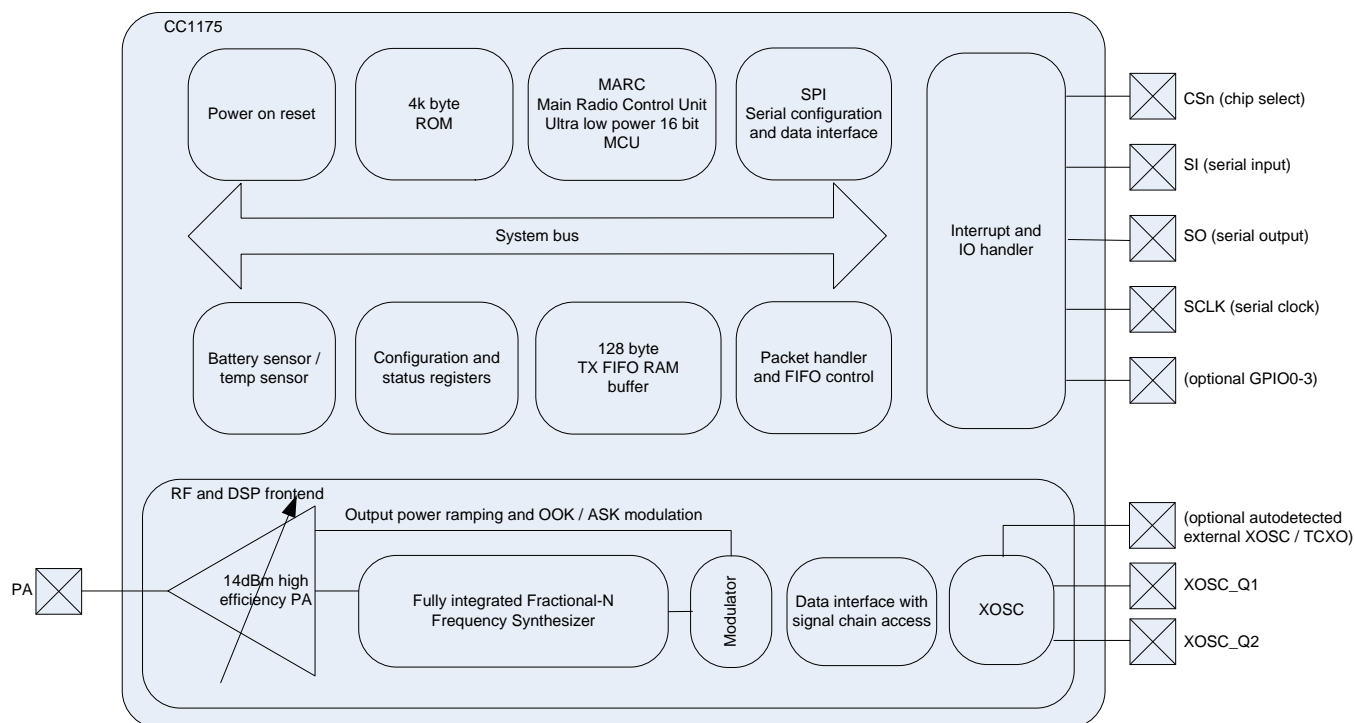 CC1175
Power on reset
4k byte
ROM
MARC
Main Radio Control Unit
Ultra low power 16 bit
MCU
SPI
Serial configuration
and data interface
CSn (chip select)
SI (serial input)
System bus
Interrupt and
IO handler
SO (serial output)
SCLK (serial clock)
Battery sensor /
temp sensor
Configuration and
status registers
128 byte
TX FIFO RAM
buffer
Packet handler
and FIFO control
(optional GPIO0-3)
RF and DSP frontend
Output power ramping and OOK / ASK modulation
(optional autodetected
external XOSC / TCXO)
PA
14dBm high
efficiency PA
Fully integrated Fractional-N
Frequency Synthesizer
Modulator
Data interface with
signal chain access
XOSC
XOSC_Q1
XOSC_Q2